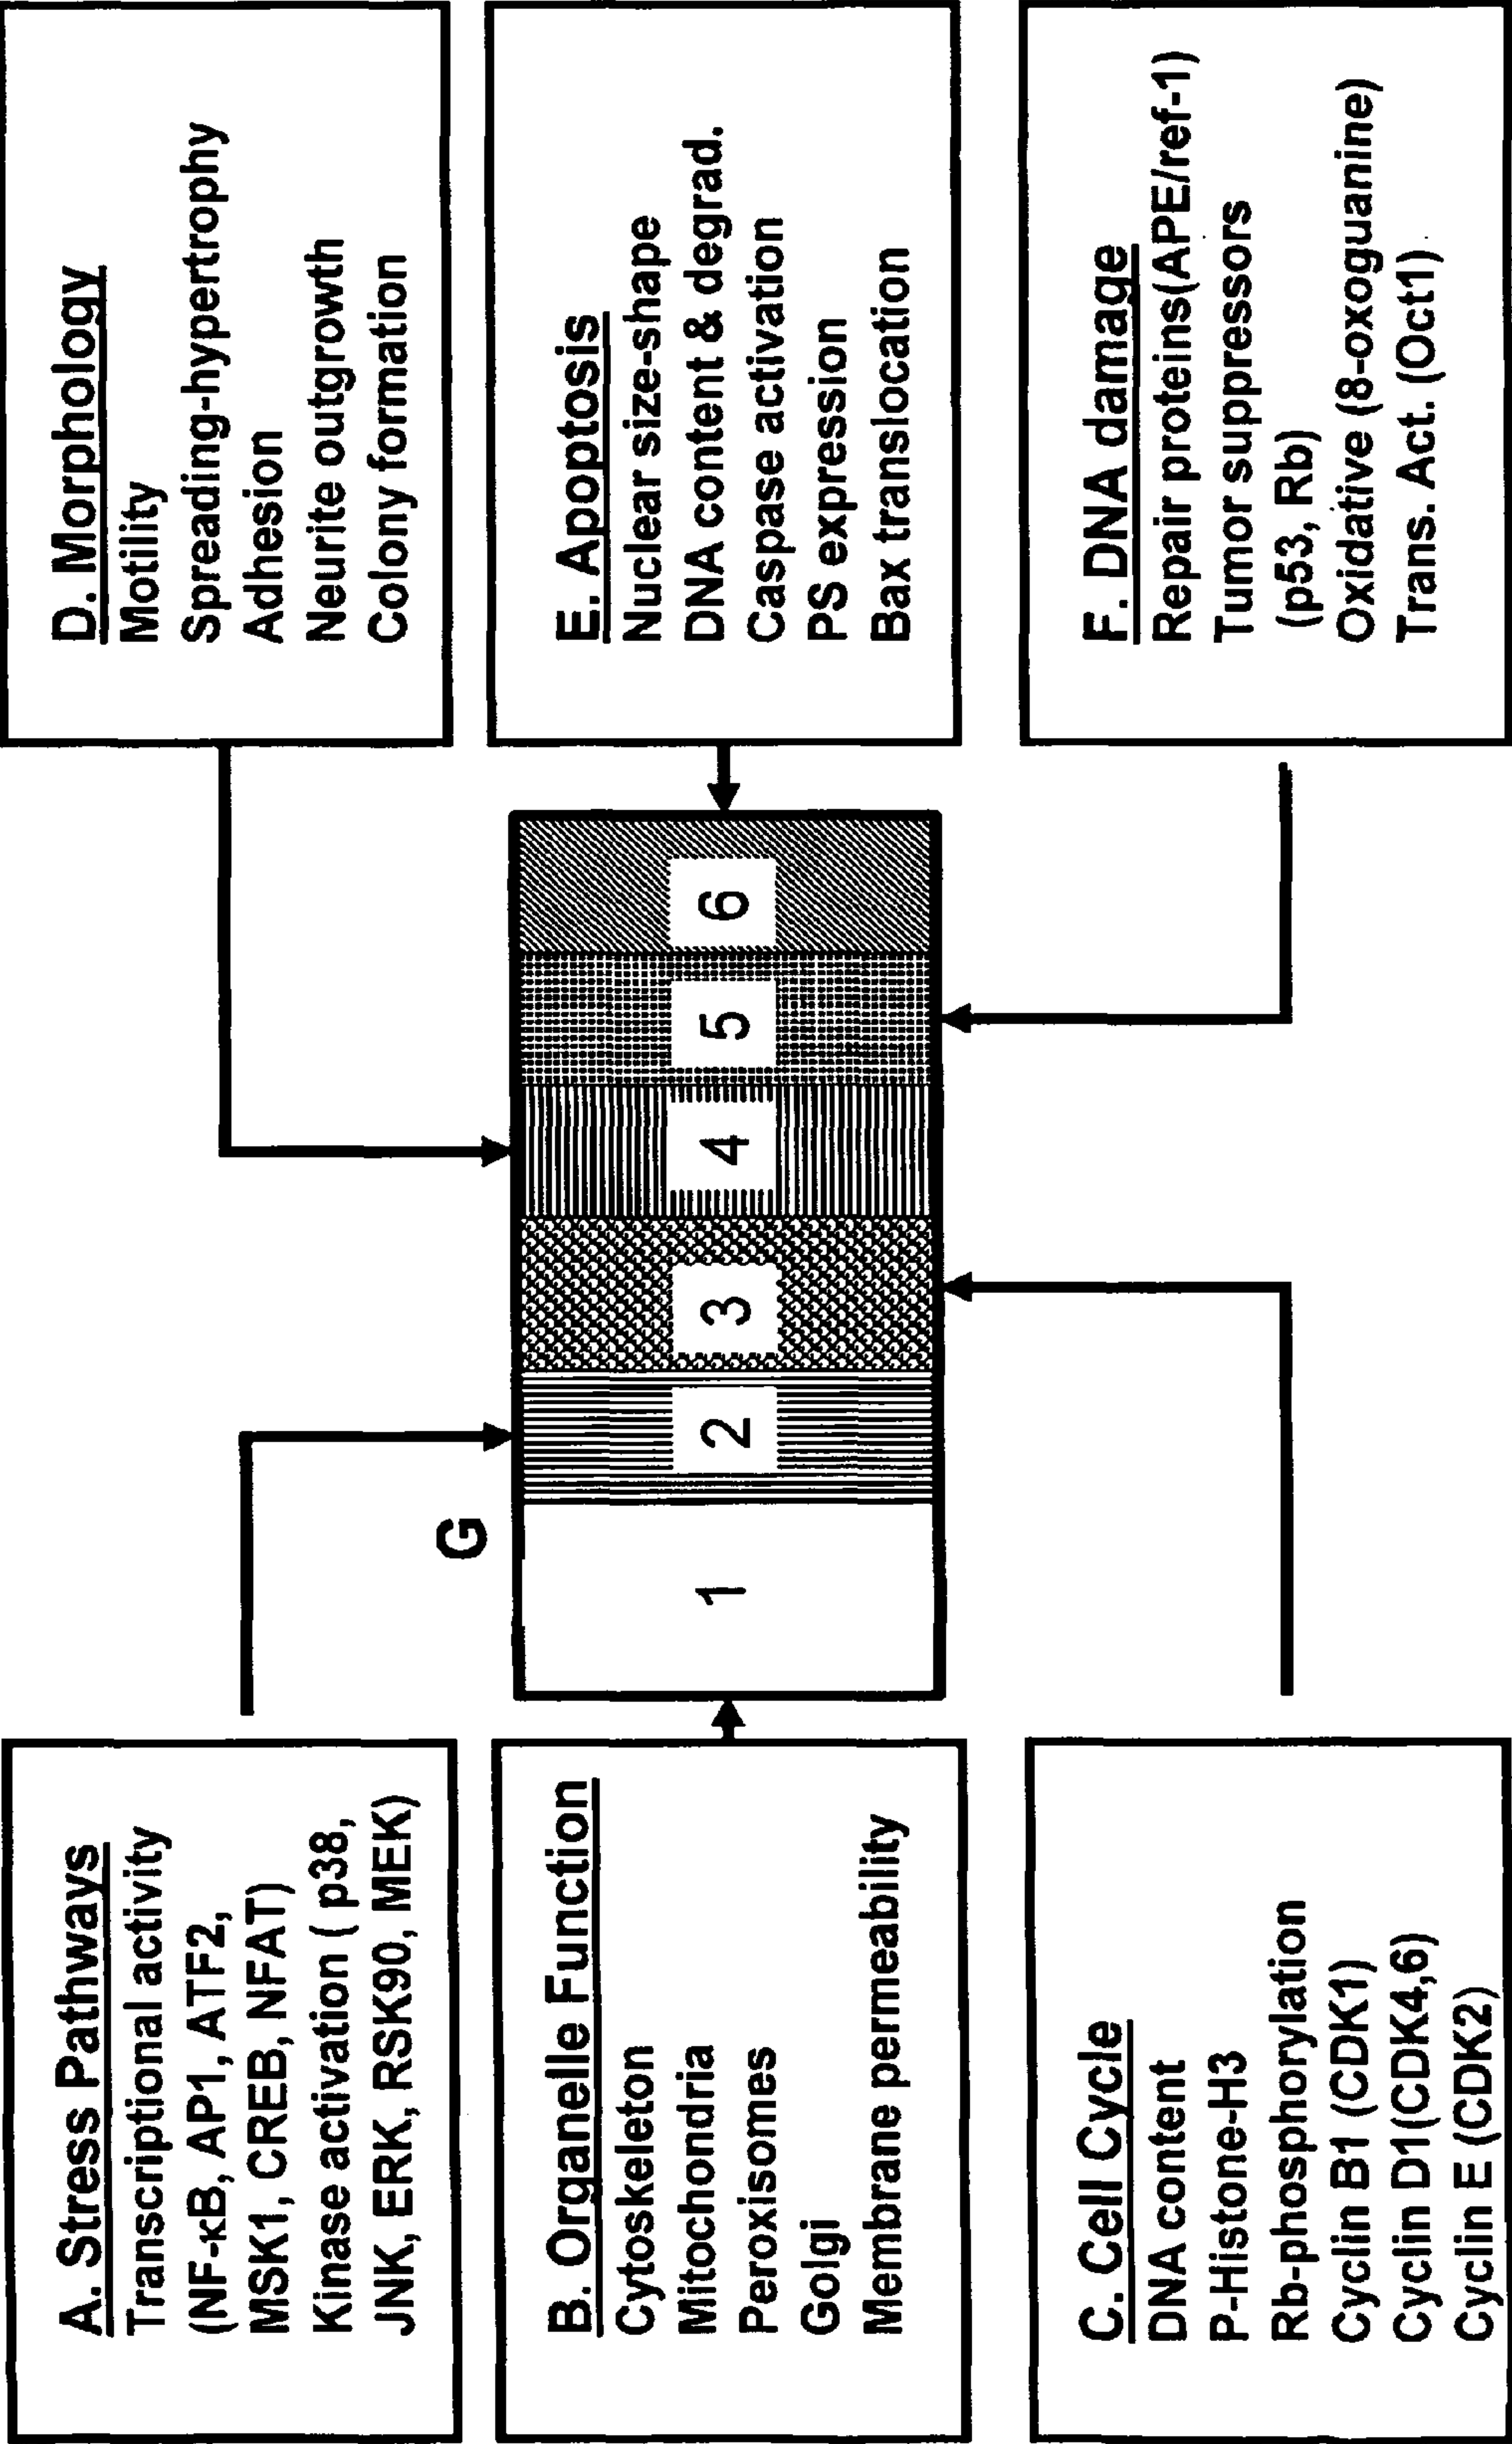 A. Stress Pathways
Transcriptional activity
(NF-κB, AP1, ATF2,
MSK1, CREB, NFAT)
Kinase activation ( p38,
JNK, ERK, RSK90, MEK)
B. Organelle Function
Cytoskeleton
Mitochondria
Peroxisomes
Golgi
Membrane permeability
C. Cell Cycle
DNA content
P-Histone-H3
Rb-phosphorylation
Cyclin B1 (CDK1)
Cyclin D1(CDK4,6)
Cyclin E (CDK2)
G
1
2
3
4
5
6
D. Morphology
Motility
Spreading-hypertrophy
Adhesion
Neurite outgrowth
Colony formation
E. Apoptosis
Nuclear size-shape
DNA content & degrad.
Caspase activation
PS expression
Bax translocation
F. DNA damage
Repair proteins(APE/ref-1)
Tumor suppressors
(p53, Rb)
Oxidative (8-oxoguanine)
Trans. Act. (Oct1)